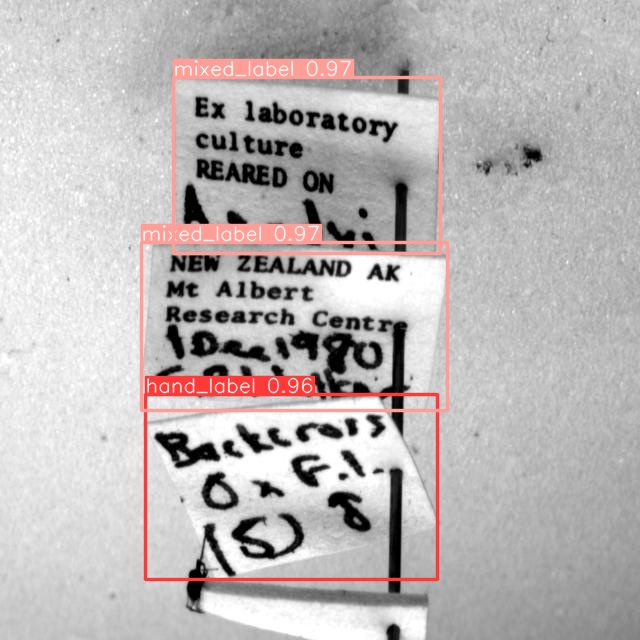 mixed_label 0.97
Ex laboratory
culture
REARED ON
mixed_label 0.97
NEW ZEALAND AK
Mt Albert
Research Centre
1 Dec 1980
hand_label 0.96
Backcross
O x F.1.
(S)